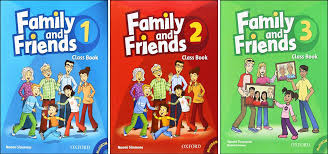 Family
and
Friends
1
Class Book
Naomi Simmons
OXFORD
Family
and
Friends
2
Class Book
Naomi Simmons
OXFORD
Family
and
Friends
3
Class Book
OXFORD